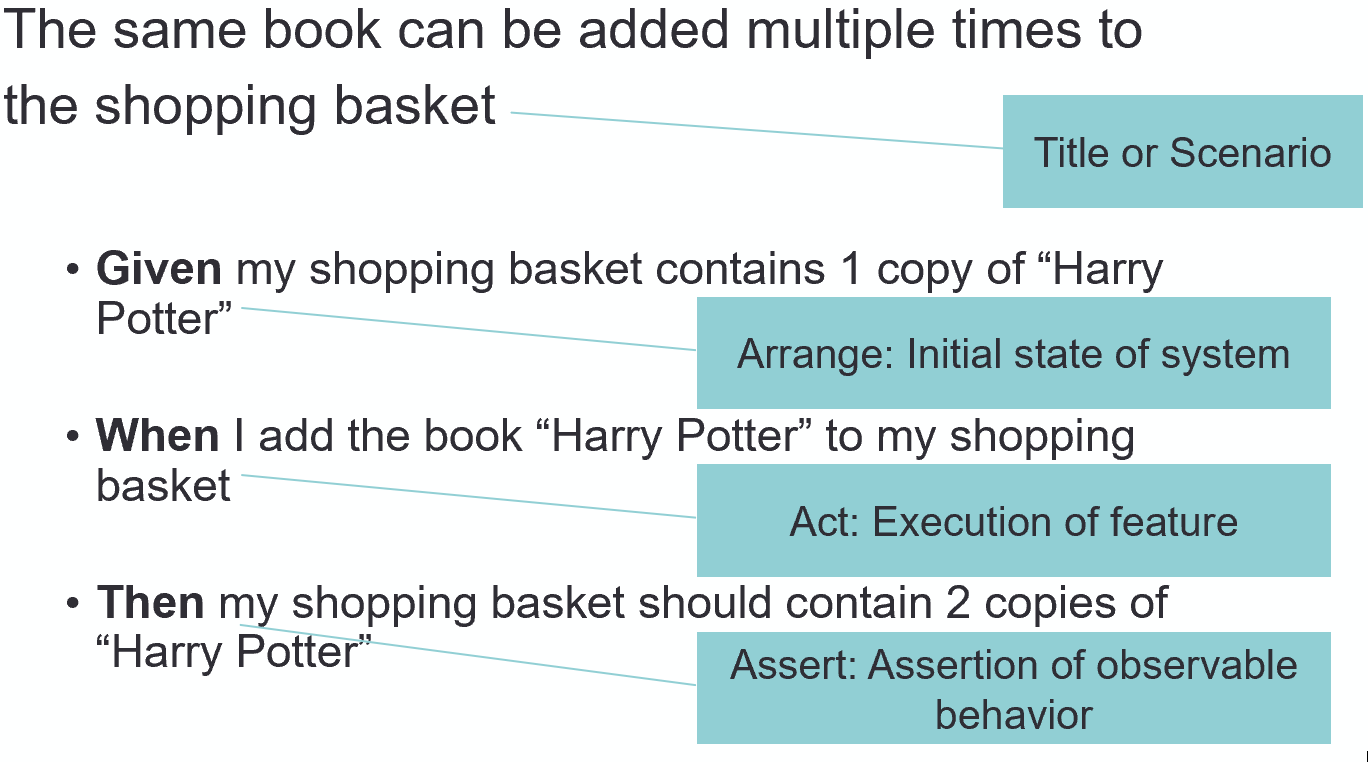 The same book can be added multiple times to
the shopping basket
Title or Scenario
• Given my shopping basket contains 1 copy of “Harry
Potter”
Arrange: Initial state of system
• When I add the book “Harry Potter” to my shopping
basket
Act: Execution of feature
• Then my shopping basket should contain 2 copies of
“Harry Potter”
Assert: Assertion of observable
behavior